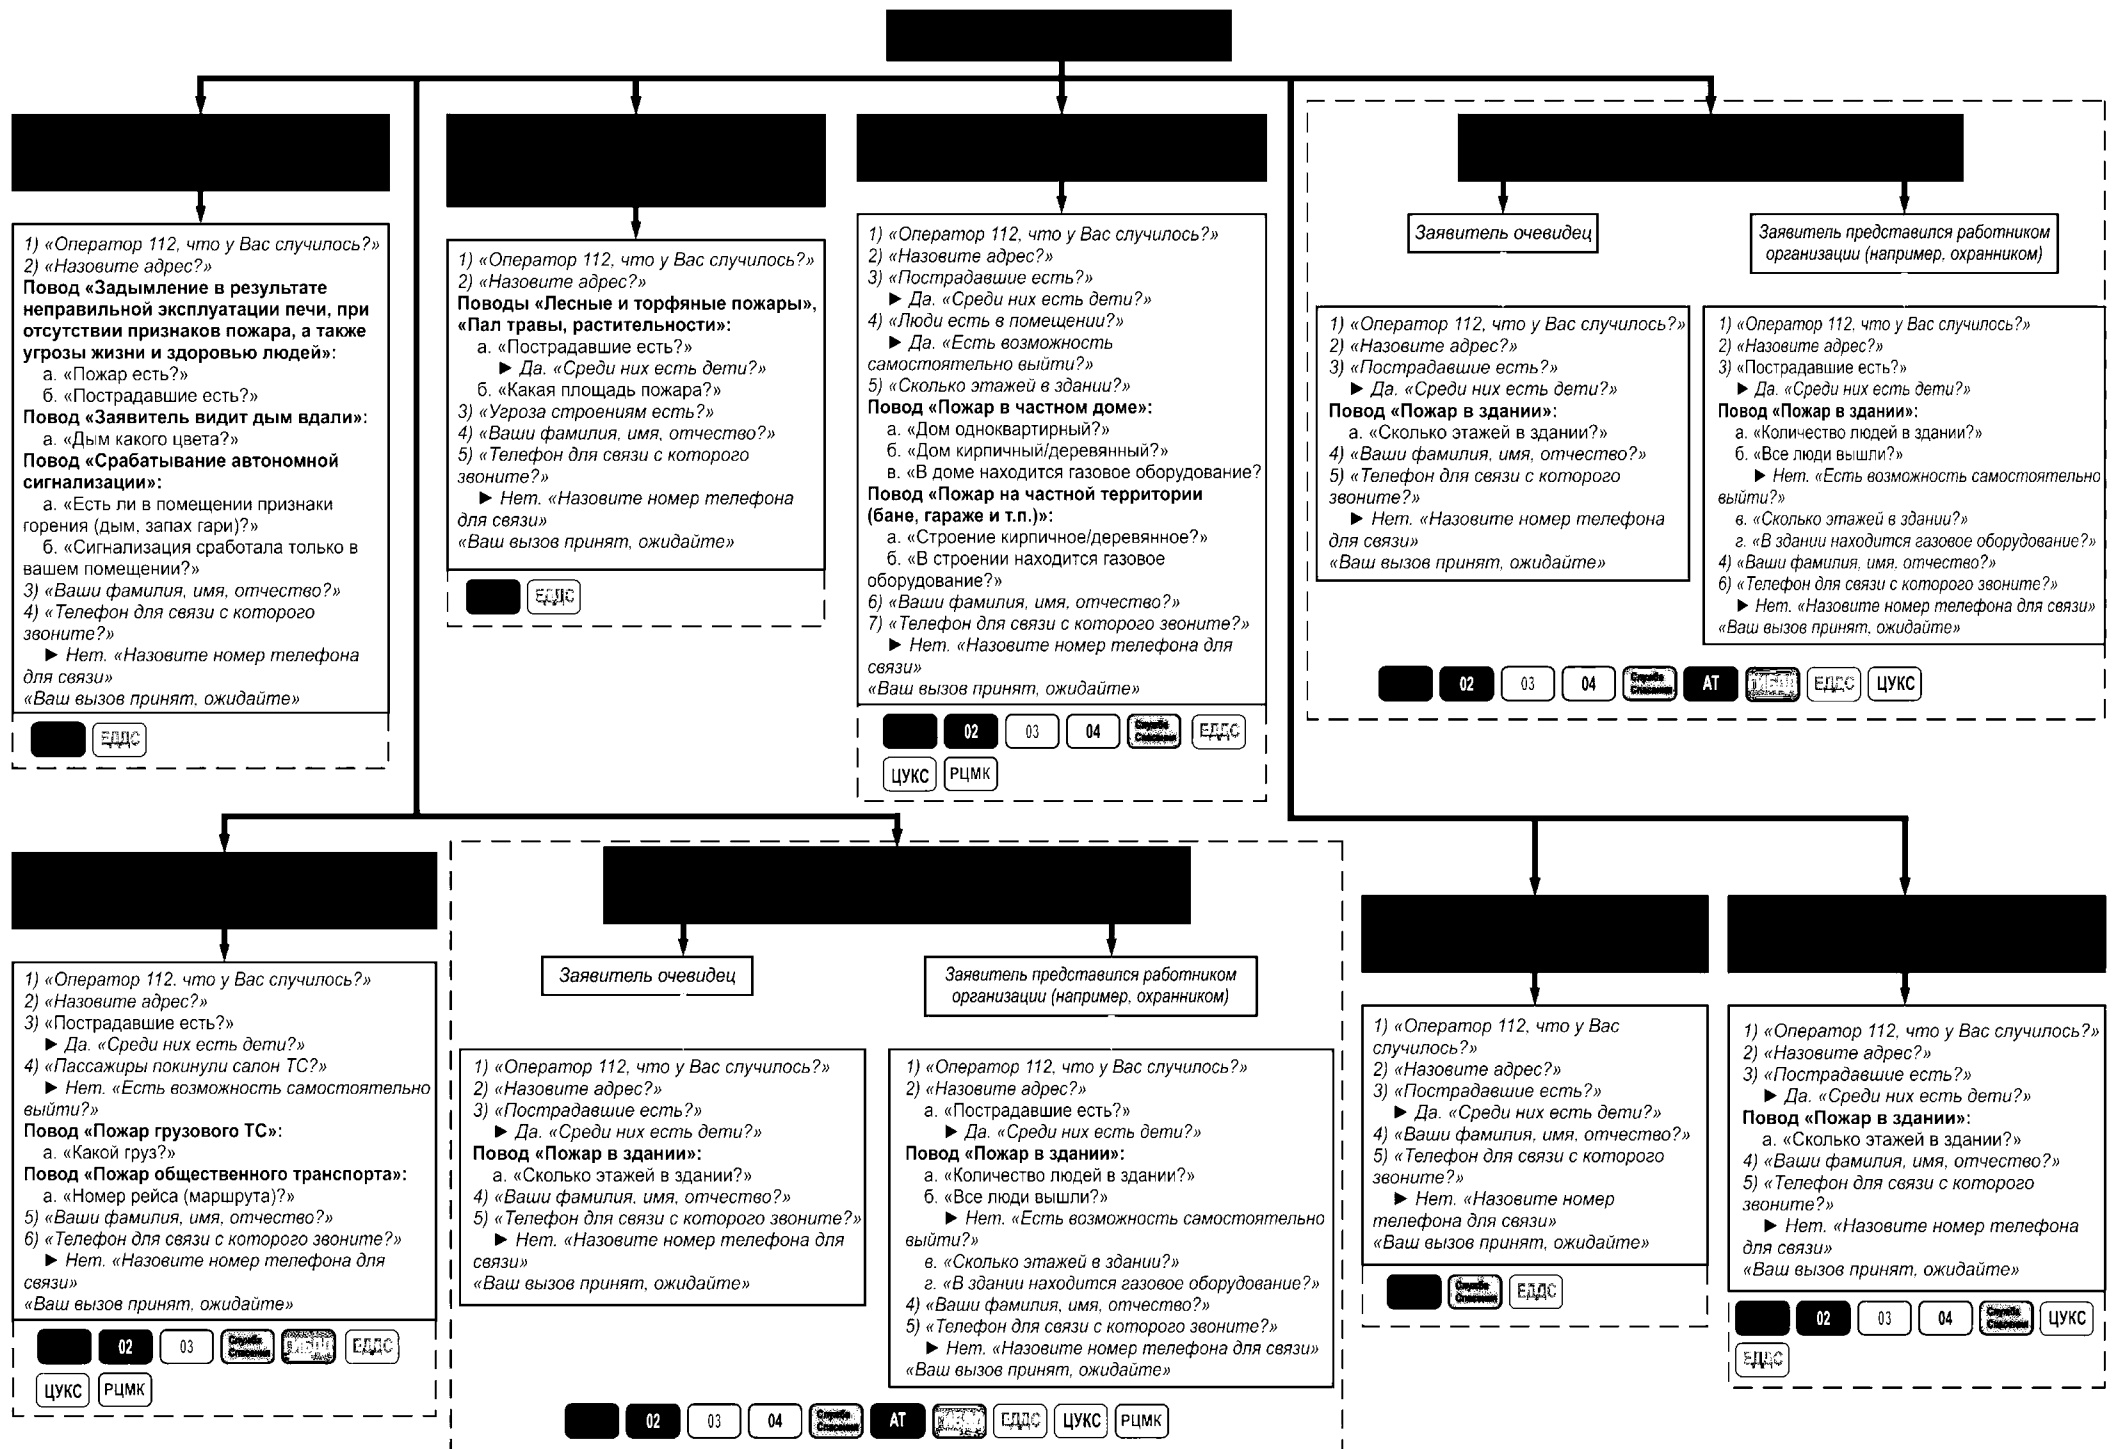 1) «Оператор 112, что у Вас случилось?»
2) «Назовите адрес?»
Повод «Задымление в результате
неправильной эксплуатации печи, при
отсутствии признаков пожара, а также
угрозы жизни и здоровью людей»:
а. «Пожар есть?»
б. «Пострадавшие есть?»
Повод «Заявитель видит дым вдали»:
а. «Дым какого цвета?»
Повод «Срабатывание автономной
сигнализации»:
а. «Есть ли в помещении признаки
горения (дым, запах гари)?»
б. «Сигнализация сработала только в
вашем помещении?»
3) «Ваши фамилия, имя, отчество?»
4) «Телефон для связи с которого
звоните?»
► Нет. «Назовите номер телефона
для связи»
«Ваш вызов принят, ожидайте»
ЕДДС
1) «Оператор 112, что у Вас случилось?»
2) «Назовите адрес?»
Поводы «Лесные и торфяные пожары»,
«Пал травы, растительности»:
а. «Пострадавшие есть?»
► Да. «Среди них есть дети?»
б. «Какая площадь пожара?»
3) «Угроза строениям есть?»
4) «Ваши фамилия, имя, отчество?»
5) «Телефон для связи с которого
звоните?»
► Нет. «Назовите номер телефона
для связи»
«Ваш вызов принят, ожидайте»
ЕДДС
1) «Оператор 112, что у Вас случилось?»
2) «Назовите адрес?»
3) «Пострадавшие есть?»
► Да. «Среди них есть дети?»
4) «Люди есть в помещении?»
► Да. «Есть возможность
самостоятельно выйти?»
5) «Сколько этажей в здании?»
Повод «Пожар в частном доме»:
а. «Дом одноквартирный?»
б. «Дом кирпичный/деревянный?»
в. «В доме находится газовое оборудование?
Повод «Пожар на частной территории
(бане, гараже и т.п.)»:
а. «Строение кирпичное/деревянное?»
б. «В строении находится газовое
оборудование?»
6) «Ваши фамилия, имя, отчество?»
7) «Телефон для связи с которого звоните?»
► Нет. «Назовите номер телефона для
связи»
«Ваш вызов принят, ожидайте»
02 03 04 Служба Спасения ЕДДС
ЦУКС РЦМК
Заявитель очевидец
1) «Оператор 112, что у Вас случилось?»
2) «Назовите адрес?»
3) «Пострадавшие есть?»
► Да. «Среди них есть дети?»
Повод «Пожар в здании»:
а. «Сколько этажей в здании?»
4) «Ваши фамилия, имя, отчество?»
5) «Телефон для связи с которого
звоните?»
► Нет. «Назовите номер телефона
для связи»
«Ваш вызов принят, ожидайте»
Заявитель представился работником
организации (например, охранником)
1) «Оператор 112, что у Вас случилось?»
2) «Назовите адрес?»
3) «Пострадавшие есть?»
► Да. «Среди них есть дети?»
Повод «Пожар в здании»:
а. «Количество людей в здании?»
б. «Все люди вышли?»
► Нет. «Есть возможность самостоятельно
выйти?»
в. «Сколько этажей в здании?»
г. «В здании находится газовое оборудование?»
4) «Ваши фамилия, имя, отчество?»
6) «Телефон для связи с которого звоните?»
► Нет. «Назовите номер телефона для связи»
«Ваш вызов принят, ожидайте»
02 03 04 Служба Спасения АТ ЕДДС ЦУКС
1) «Оператор 112. что у Вас случилось?»
2) «Назовите адрес?»
3) «Пострадавшие есть?»
► Да. «Среди них есть дети?»
4) «Пассажиры покинули салон ТС?»
► Нет. «Есть возможность самостоятельно
выйти?»
Повод «Пожар грузового ТС»:
а. «Какой груз?»
Повод «Пожар общественного транспорта»:
а. «Номер рейса (маршрута)?»
5) «Ваши фамилия, имя, отчество?»
6) «Телефон для связи с которого звоните?»
► Нет. «Назовите номер телефона для
связи»
«Ваш вызов принят, ожидайте»
02 03 Служба Спасения ЕДДС
ЦУКС РЦМК
Заявитель очевидец
1) «Оператор 112, что у Вас случилось?»
2) «Назовите адрес?»
3) «Пострадавшие есть?»
► Да. «Среди них есть дети?»
Повод «Пожар в здании»:
а. «Сколько этажей в здании?»
4) «Ваши фамилия, имя, отчество?»
5) «Телефон для связи с которого звоните?»
► Нет. «Назовите номер телефона для
связи»
«Ваш вызов принят, ожидайте»
Заявитель представился работником
организации (например, охранником)
1) «Оператор 112, что у Вас случилось?»
2) «Назовите адрес?»
а. «Пострадавшие есть?»
► Да. «Среди них есть дети?»
Повод «Пожар в здании»:
а. «Количество людей в здании?»
б. «Все люди вышли?»
► Нет. «Есть возможность самостоятельно
выйти?»
в. «Сколько этажей в здании?»
г. «В здании находится газовое оборудование?»
4) «Ваши фамилия, имя, отчество?»
5) «Телефон для связи с которого звоните?»
► Нет. «Назовите номер телефона для связи»
«Ваш вызов принят, ожидайте»
02 03 04 Служба Спасения АТ ЕДДС ЦУКС РЦМК
1) «Оператор 112, что у Вас
случилось?»
2) «Назовите адрес?»
3) «Пострадавшие есть?»
► Да. «Среди них есть дети?»
4) «Ваши фамилия, имя, отчество?»
5) «Телефон для связи с которого
звоните?»
► Нет. «Назовите номер
телефона для связи»
«Ваш вызов принят, ожидайте»
Служба Спасения ЕДДС
1) «Оператор 112, что у Вас случилось?»
2) «Назовите адрес?»
3) «Пострадавшие есть?»
► Да. «Среди них есть дети?»
Повод «Пожар в здании»:
а. «Сколько этажей в здании?»
4) «Ваши фамилия, имя, отчество?»
5) «Телефон для связи с которого
звоните?»
► Нет. «Назовите номер телефона
для связи»
«Ваш вызов принят, ожидайте»
02 03 04 Служба Спасения ЦУКС
ЕДДС